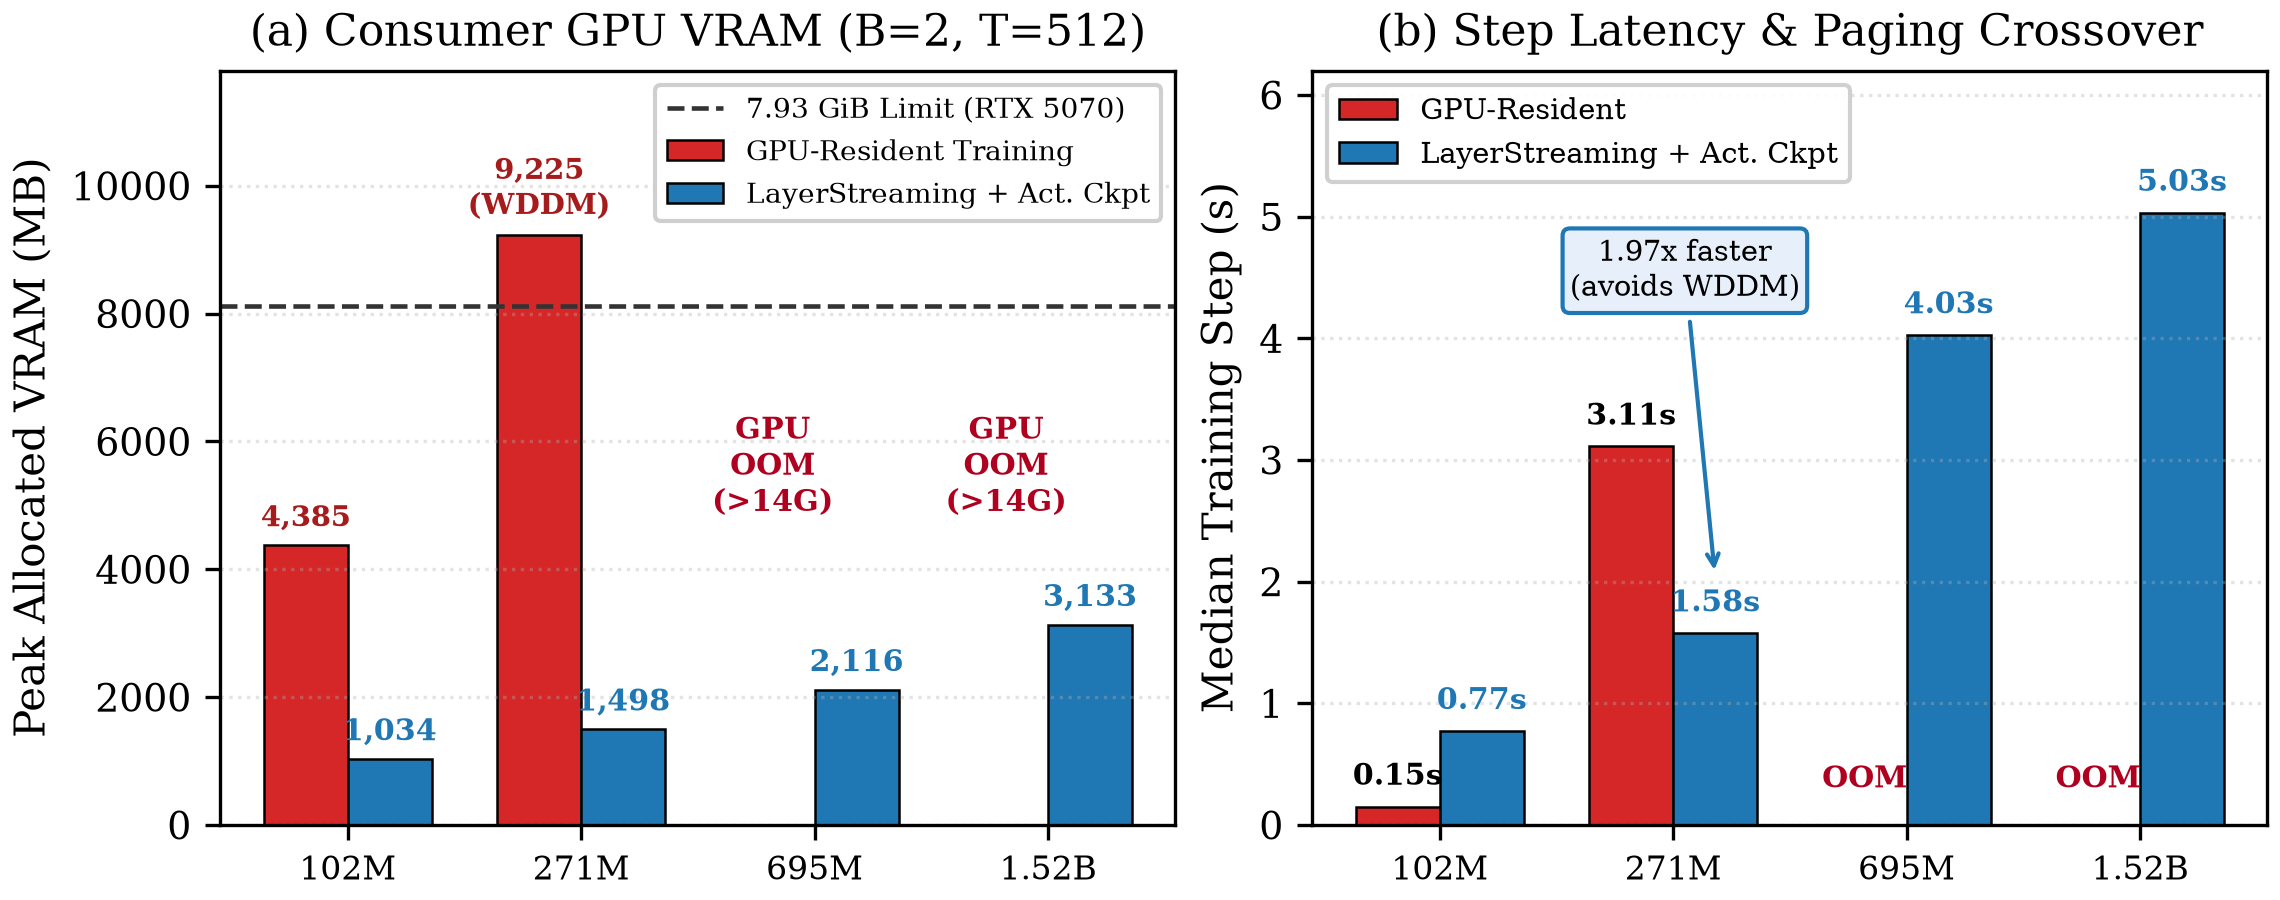 (a) Consumer GPU VRAM (B=2, T=512)
Peak Allocated VRAM (MB)
10000
8000
6000
4000
2000
0
7.93 GiB Limit (RTX 5070)
GPU-Resident Training
LayerStreaming + Act. Ckpt
4,385
1,034
9,225
(WDDM)
1,498
GPU
OOM
(>14G)
2,116
GPU
OOM
(>14G)
3,133
102M
271M
695M
1.52B
(b) Step Latency & Paging Crossover
Median Training Step (s)
6
5
4
3
2
1
0
GPU-Resident
LayerStreaming + Act. Ckpt
1.97x faster
(avoids WDDM)
0.15s
0.77s
3.11s
1.58s
OOM
4.03s
OOM
5.03s
102M
271M
695M
1.52B